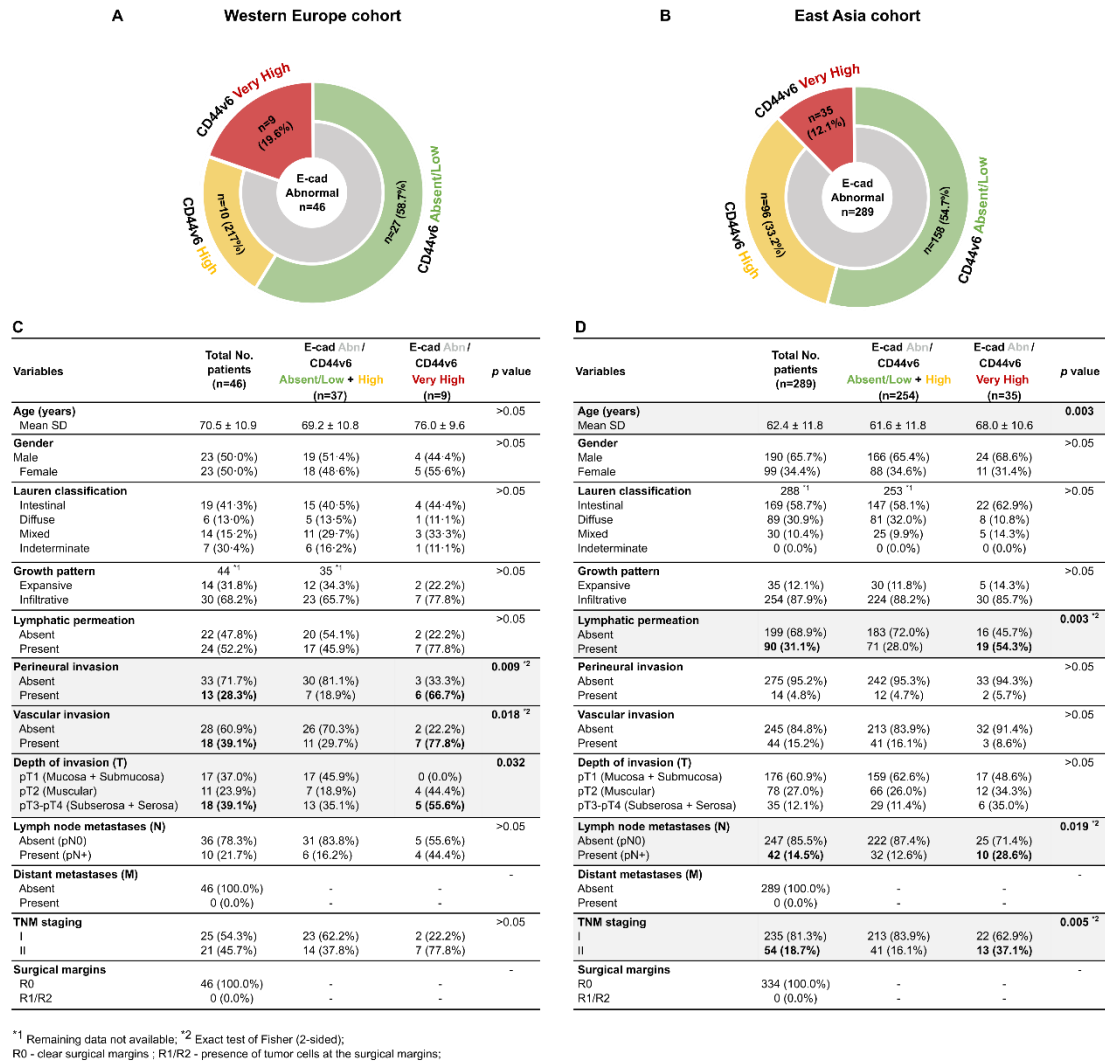 A Western Europe cohort
CD44v6 Very High
n=9
(19.6%)
E-cad
Abnormal
n=46
n=27 (58.7%)
CD44v6 Absent/Low
n=10 (217%)
CD44v6 High
B East Asia cohort
CD44v6 Very High
n=35
(12.1%)
E-cad
Abnormal
n=289
n=158 (54.7%)
CD44v6 Absent/Low
n=96 (33.2%)
CD44v6 High
C
Variables Total No. patients (n=46) E-cad Abn/ CD44v6 Absent/Low + High (n=37) E-cad Abn/ CD44v6 Very High (n=9) p value
Age (years) >0.05
Mean SD 70.5 ± 10.9 69.2 ± 10.8 76.0 ± 9.6
Gender >0.05
Male 23 (50·0%) 19 (51·4%) 4 (44·4%)
Female 23 (50.0%) 18 (48·6%) 5 (55·6%)
Lauren classification >0.05
Intestinal 19 (41·3%) 15 (40·5%) 4 (44·4%)
Diffuse 6 (13·0%) 5 (13·5%) 1 (11·1%)
Mixed 14 (15·2%) 11 (29·7%) 3 (33·3%)
Indeterminate 7 (30·4%) 6 (16·2%) 1 (11·1%)
Growth pattern 44 *1 35 *1 >0.05
Expansive 14 (31.8%) 12 (34.3%) 2 (22.2%)
Infiltrative 30 (68.2%) 23 (65.7%) 7 (77.8%)
Lymphatic permeation >0.05
Absent 22 (47.8%) 20 (54.1%) 2 (22.2%)
Present 24 (52.2%) 17 (45.9%) 7 (77.8%)
Perineural invasion 0.009 *2
Absent 33 (71.7%) 30 (81.1%) 3 (33.3%)
Present 13 (28.3%) 7 (18.9%) 6 (66.7%)
Vascular invasion 0.018 *2
Absent 28 (60.9%) 26 (70.3%) 2 (22.2%)
Present 18 (39.1%) 11 (29.7%) 7 (77.8%)
Depth of invasion (T) 0.032
pT1 (Mucosa + Submucosa) 17 (37.0%) 17 (45.9%) 0 (0.0%)
pT2 (Muscular) 11 (23.9%) 7 (18.9%) 4 (44.4%)
pT3-pT4 (Subserosa + Serosa) 18 (39.1%) 13 (35.1%) 5 (55.6%)
Lymph node metastases (N) >0.05
Absent (pN0) 36 (78.3%) 31 (83.8%) 5 (55.6%)
Present (pN+) 10 (21.7%) 6 (16.2%) 4 (44.4%)
Distant metastases (M) -
Absent 46 (100.0%) - -
Present 0 (0.0%) - -
TNM staging >0.05
I 25 (54.3%) 23 (62.2%) 2 (22.2%)
II 21 (45.7%) 14 (37.8%) 7 (77.8%)
Surgical margins -
R0 46 (100.0%) - -
R1/R2 0 (0.0%) - -
D
Variables Total No. patients (n=289) E-cad Abn/ CD44v6 Absent/Low + High (n=254) E-cad Abn/ CD44v6 Very High (n=35) p value
Age (years) 0.003
Mean SD 62.4 ± 11.8 61.6 ± 11.8 68.0 ± 10.6
Gender >0.05
Male 190 (65.7%) 166 (65.4%) 24 (68.6%)
Female 99 (34.4%) 88 (34.6%) 11 (31.4%)
Lauren classification 288 *1 253 *1 >0.05
Intestinal 169 (58.7%) 147 (58.1%) 22 (62.9%)
Diffuse 89 (30.9%) 81 (32.0%) 8 (10.8%)
Mixed 30 (10.4%) 25 (9.9%) 5 (14.3%)
Indeterminate 0 (0.0%) 0 (0.0%) 0 (0.0%)
Growth pattern >0.05
Expansive 35 (12.1%) 30 (11.8%) 5 (14.3%)
Infiltrative 254 (87.9%) 224 (88.2%) 30 (85.7%)
Lymphatic permeation 0.003 *2
Absent 199 (68.9%) 183 (72.0%) 16 (45.7%)
Present 90 (31.1%) 71 (28.0%) 19 (54.3%)
Perineural invasion >0.05
Absent 275 (95.2%) 242 (95.3%) 33 (94.3%)
Present 14 (4.8%) 12 (4.7%) 2 (5.7%)
Vascular invasion >0.05
Absent 245 (84.8%) 213 (83.9%) 32 (91.4%)
Present 44 (15.2%) 41 (16.1%) 3 (8.6%)
Depth of invasion (T) >0.05
pT1 (Mucosa + Submucosa) 176 (60.9%) 159 (62.6%) 17 (48.6%)
pT2 (Muscular) 78 (27.0%) 66 (26.0%) 12 (34.3%)
pT3-pT4 (Subserosa + Serosa) 35 (12.1%) 29 (11.4%) 6 (35.0%)
Lymph node metastases (N) 0.019 *2
Absent (pN0) 247 (85.5%) 222 (87.4%) 25 (71.4%)
Present (pN+) 42 (14.5%) 32 (12.6%) 10 (28.6%)
Distant metastases (M) -
Absent 289 (100.0%) - -
Present 0 (0.0%) - -
TNM staging 0.005 *2
I 235 (81.3%) 213 (83.9%) 22 (62.9%)
II 54 (18.7%) 41 (16.1%) 13 (37.1%)
Surgical margins -
R0 334 (100.0%) - -
R1/R2 0 (0.0%) - -
*1 Remaining data not available; *2 Exact test of Fisher (2-sided);
R0 - clear surgical margins ; R1/R2 - presence of tumor cells at the surgical margins;